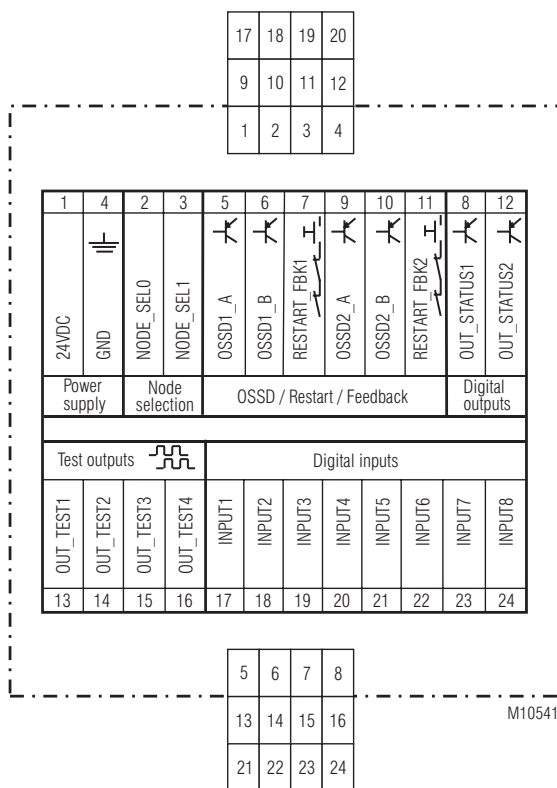 17 18 19 20
9 10 11 12
1 2 3 4
1 4 2 3 5 6 7 9 10 11 8 12
24VDC
GND
NODE_SEL0
NODE_SEL1
OSSD1_A
OSSD1_B
RESTART_FBK1
OSSD2_A
OSSD2_B
RESTART_FBK2
OUT_STATUS1
OUT_STATUS2
Power
supply
Node
selection
OSSD / Restart / Feedback
Digital
outputs
Test outputs
Digital inputs
OUT_TEST1
OUT_TEST2
OUT_TEST3
OUT_TEST4
INPUT1
INPUT2
INPUT3
INPUT4
INPUT5
INPUT6
INPUT7
INPUT8
13 14 15 16 17 18 19 20 21 22 23 24
5 6 7 8
13 14 15 16
21 22 23 24
M10541